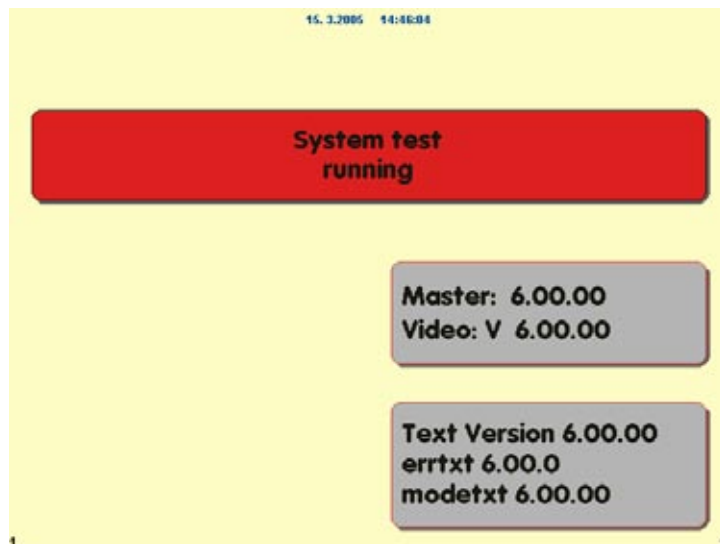 15. 3.2005 14:46:04
System test
running
Master: 6.00.00
Video: V 6.00.00
Text Version 6.00.00
errtxt 6.00.0
modetxt 6.00.00
1